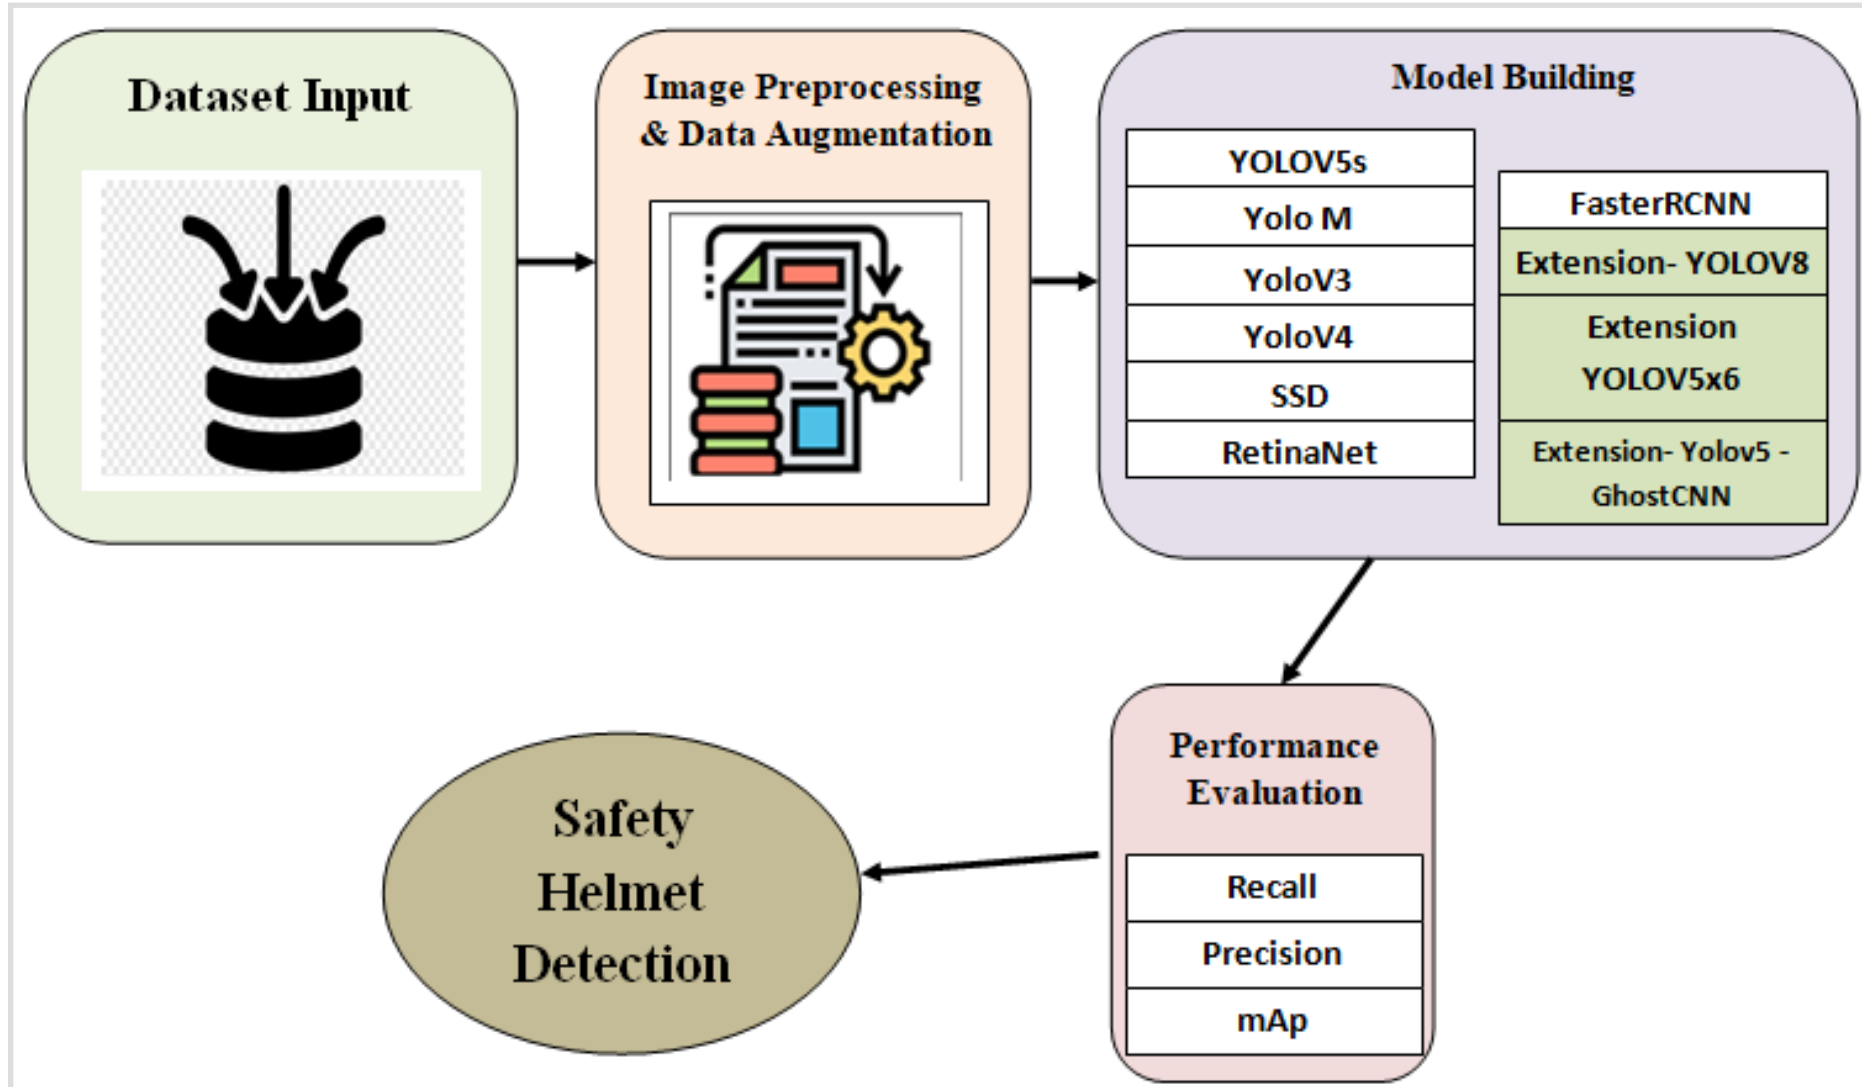 Dataset Input
Image Preprocessing
& Data Augmentation
Model Building
YOLOV5s
Yolo M
YoloV3
YoloV4
SSD
RetinaNet
FasterRCNN
Extension- YOLOV8
Extension
YOLOV5x6
Extension- Yolov5 -
GhostCNN
Performance
Evaluation
Recall
Precision
mAp
Safety
Helmet
Detection